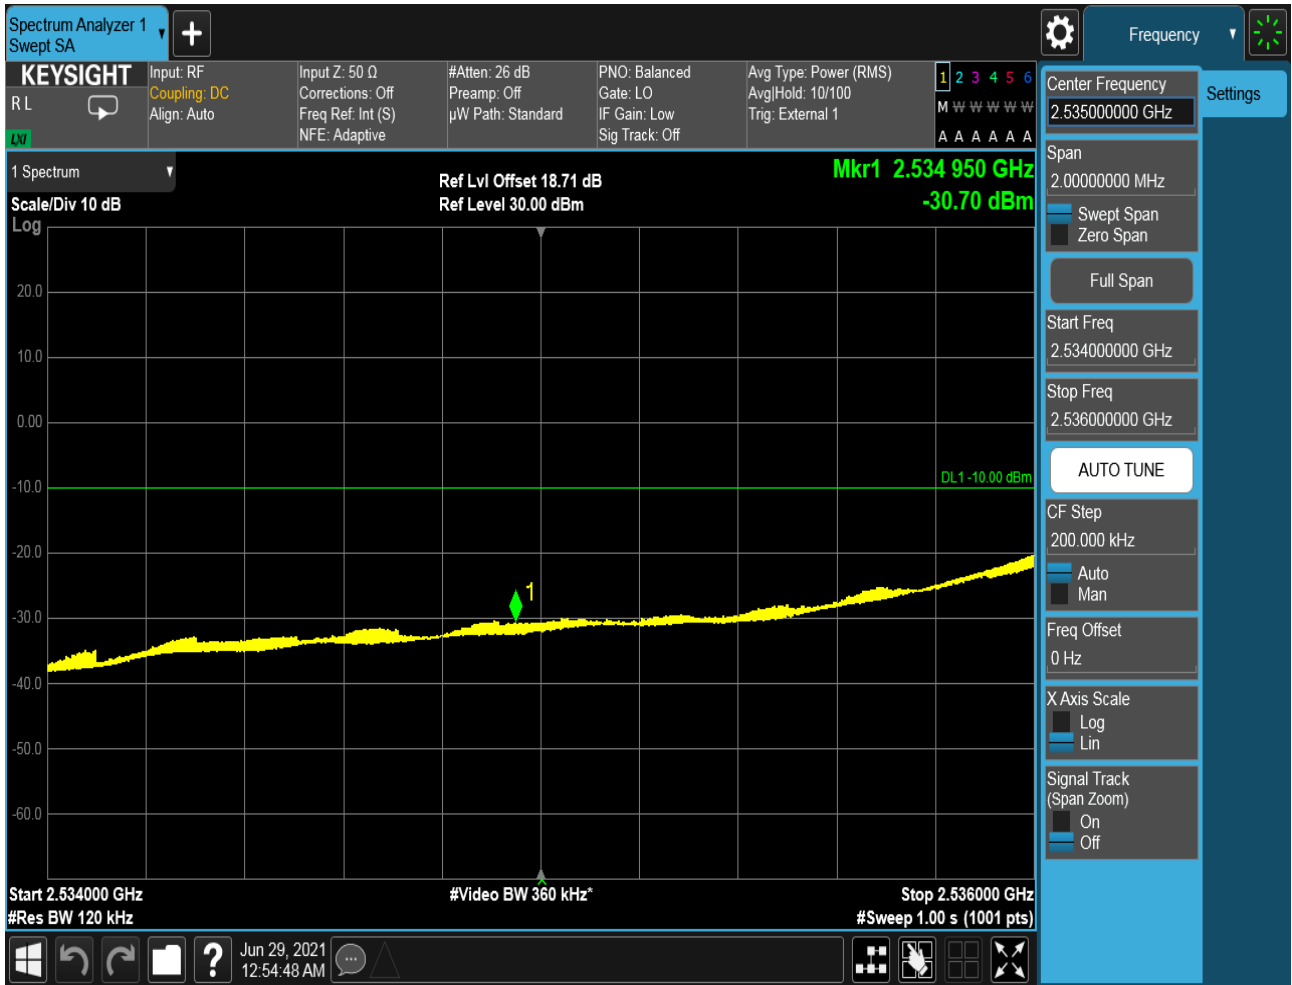 Spectrum Analyzer 1
Swept SA
Frequency
KEYSIGHT
R L
LXI
Input: RF
Coupling: DC
Align: Auto
Input Z: 50 Ω
Corrections: Off
Freq Ref: Int (S)
NFE: Adaptive
#Atten: 26 dB
Preamp: Off
µW Path: Standard
PNO: Balanced
Gate: LO
IF Gain: Low
Sig Track: Off
Avg Type: Power (RMS)
Avg|Hold: 10/100
Trig: External 1
1 2 3 4 5 6
M W W W W W
A A A A A A
1 Spectrum
Scale/Div 10 dB
Log
Ref Lvl Offset 18.71 dB
Ref Level 30.00 dBm
Mkr1 2.534 950 GHz
-30.70 dBm
20.0
10.0
0.00
-10.0
-20.0
-30.0
-40.0
-50.0
-60.0
DL1 -10.00 dBm
1
Start 2.534000 GHz
#Res BW 120 kHz
#Video BW 360 kHz*
Stop 2.536000 GHz
#Sweep 1.00 s (1001 pts)
Jun 29, 2021
12:54:48 AM
Center Frequency
2.535000000 GHz
Settings
Span
2.00000000 MHz
Swept Span
Zero Span
Full Span
Start Freq
2.534000000 GHz
Stop Freq
2.536000000 GHz
AUTO TUNE
CF Step
200.000 kHz
Auto
Man
Freq Offset
0 Hz
X Axis Scale
Log
Lin
Signal Track
(Span Zoom)
On
Off